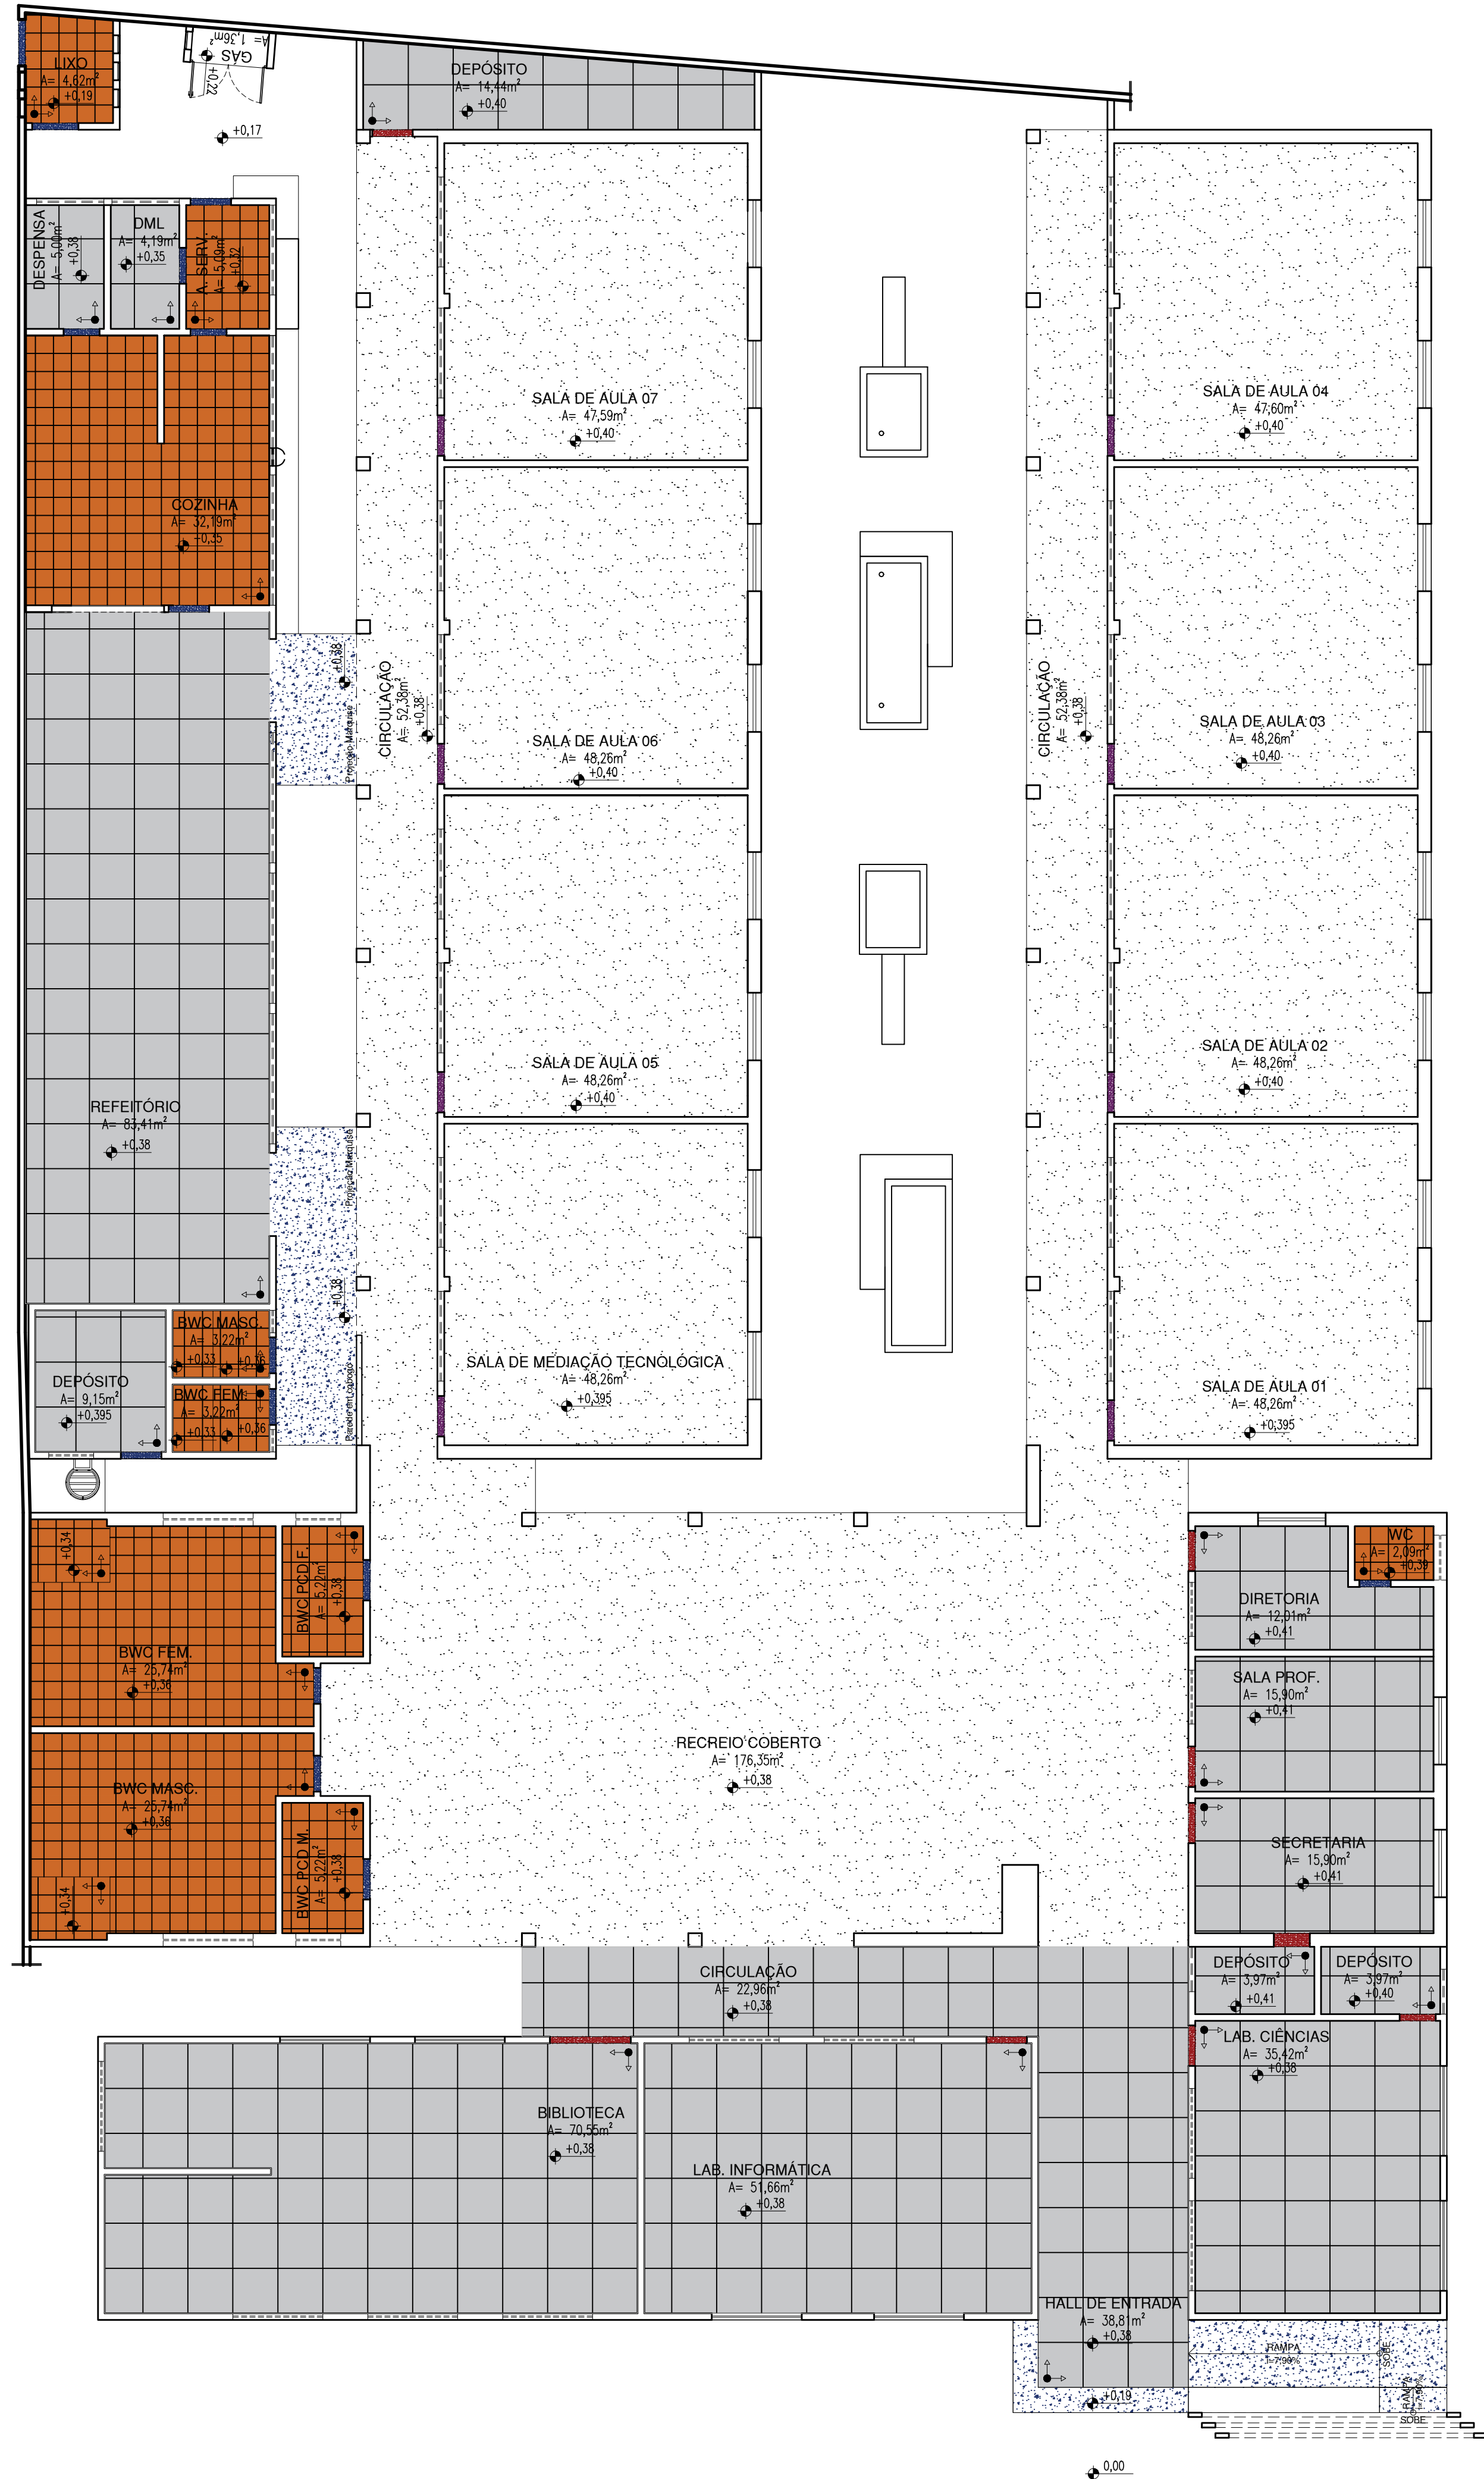 LIXO
A= 4,62m²
+0,19
GÁS
A= 1,36m²
+0,22
+0,17
DEPÓSITO
A= 14,44m²
+0,40
DESPENSA
A= 5,00m²
+0,38
DML
A= 4,19m²
+0,35
A. SERV.
A= 5,09m²
+0,32
COZINHA
A= 32,19m²
+0,35
SALA DE AULA 07
A= 47,59m²
+0,40
SALA DE AULA 04
A= 47,60m²
+0,40
+0,38
Projeção Marquise
CIRCULAÇÃO
A= 52,38m²
+0,38
SALA DE AULA 06
A= 48,26m²
+0,40
CIRCULAÇÃO
A= 52,38m²
+0,38
SALA DE AULA 03
A= 48,26m²
+0,40
REFEITÓRIO
A= 83,41m²
+0,38
SALA DE AULA 05
A= 48,26m²
+0,40
SALA DE AULA 02
A= 48,26m²
+0,40
Projeção Marquise
+0,38
BWC MASC.
A= 3,22m²
+0,33
+0,36
DEPÓSITO
A= 9,15m²
+0,395
BWC FEM.
A= 3,22m²
+0,33
+0,36
SALA DE MEDIAÇÃO TECNOLÓGICA
A= 48,26m²
+0,395
SALA DE AULA 01
A= 48,26m²
+0,395
+0,34
BWC PCD F.
A= 5,22m²
+0,38
BWC FEM.
A= 25,74m²
+0,36
WC
A= 2,09m²
+0,39
DIRETORIA
A= 12,01m²
+0,41
SALA PROF.
A= 15,90m²
+0,41
RECREIO COBERTO
A= 176,35m²
+0,38
BWC MASC.
A= 25,74m²
+0,36
+0,34
BWC PCD M.
A= 5,22m²
+0,38
SECRETARIA
A= 15,90m²
+0,41
CIRCULAÇÃO
A= 22,96m²
+0,38
DEPÓSITO
A= 3,97m²
+0,41
DEPÓSITO
A= 3,97m²
+0,40
LAB. CIÊNCIAS
A= 35,42m²
+0,38
BIBLIOTECA
A= 70,55m²
+0,38
LAB. INFORMÁTICA
A= 51,66m²
+0,38
HALL DE ENTRADA
A= 38,81m²
+0,38
RAMPA
i=7,90%
SOBE
RAMPA
SOBE
+0,19
0,00